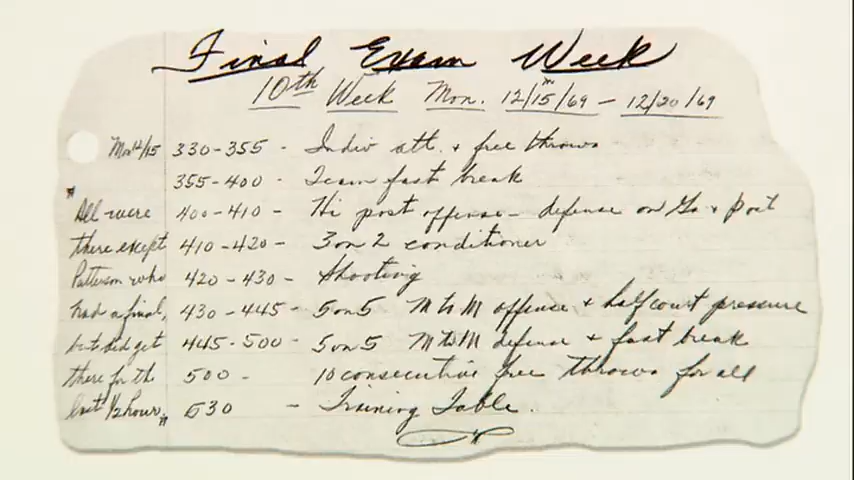 Final Exam Week
10th Week Mon. 12/15/69 - 12/20/69
Mon 12/15 330-355 - Indiv att. + free throws
355-400 - Team fast break
"All were 400-410 - Hi post offense - defense on Gs + Post
there except 410-420 - 3 on 2 conditioner
Patterson who 420-430 - Shooting
had a final, 430-445 - 5 on 5 M to M offense + half court pressure
but did get 445-500 - 5 on 5 M to M defense + fast break
there for the 500 - 10 consecutive free throws for all
last 1/2 hour," 530 - Training Table.